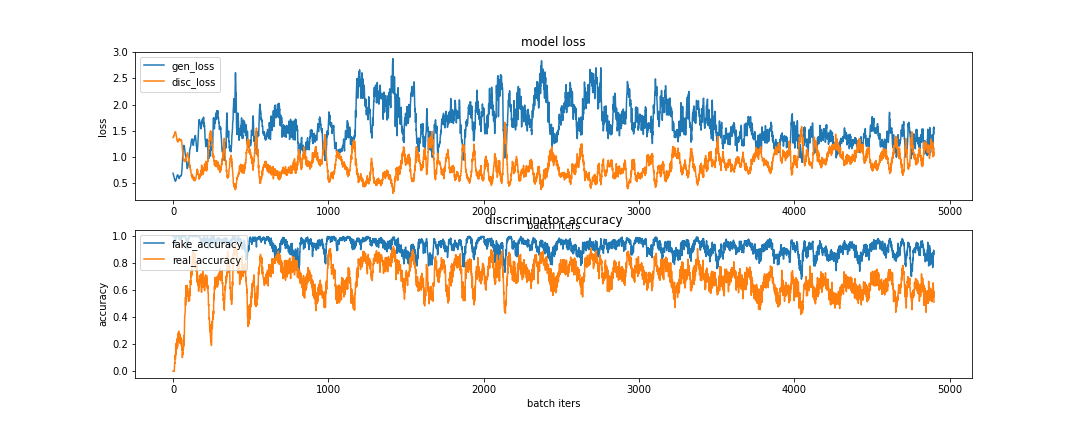 model loss
3.0
2.5
2.0
1.5
1.0
0.5
loss
gen_loss
disc_loss
0 1000 2000 3000 4000 5000
batch iters
discriminator accuracy
1.0
0.8
0.6
0.4
0.2
0.0
accuracy
fake_accuracy
real_accuracy
0 1000 2000 3000 4000 5000
batch iters